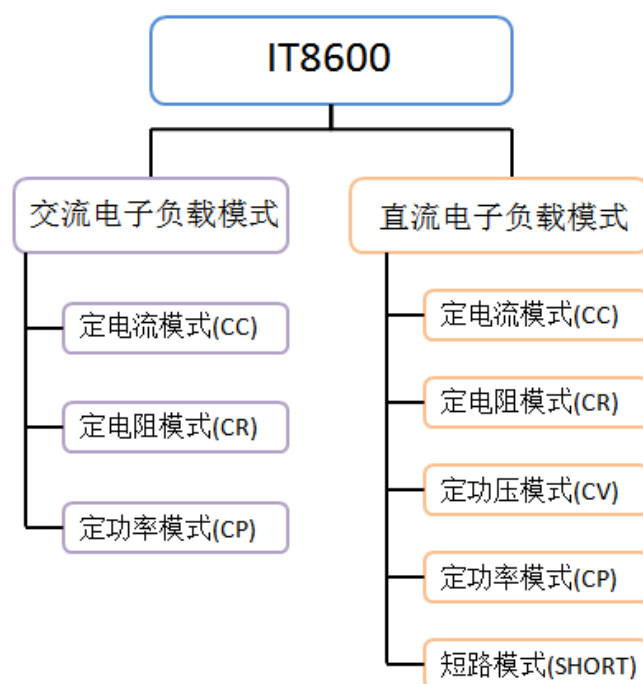 IT8600
交流电子负载模式
定电流模式(CC)
定电阻模式(CR)
定功率模式(CP)
直流电子负载模式
定电流模式(CC)
定电阻模式(CR)
定功压模式(CV)
定功率模式(CP)
短路模式(SHORT)